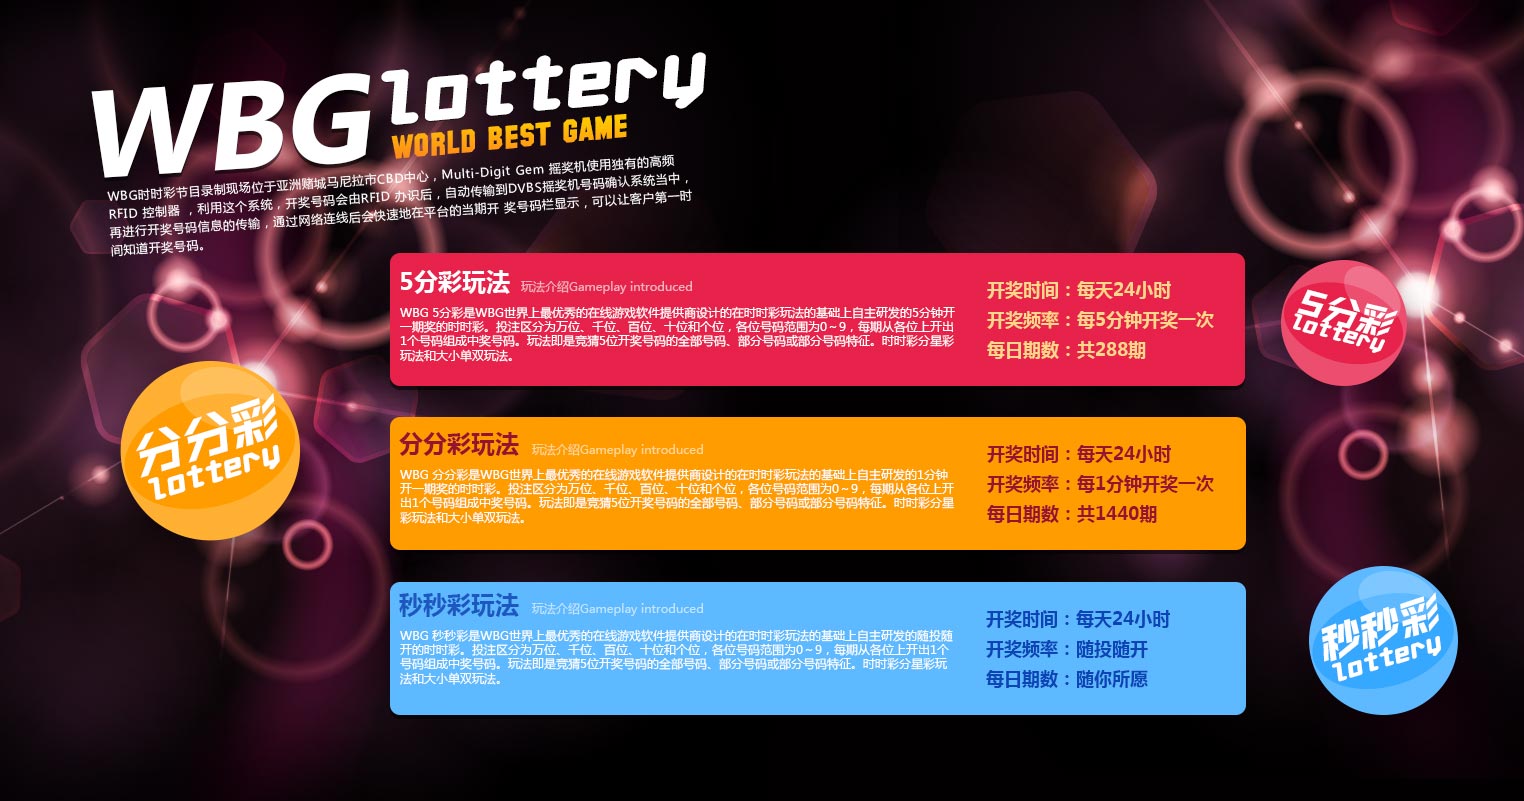 WBG lottery
WORLD BEST GAME
WBG时时彩节目录制现场位于亚洲赌城马尼拉市CBD中心，Multi-Digit Gem 摇奖机使用独有的高频
RFID 控制器 ，利用这个系统，开奖号码会由RFID 办识后，自动传输到DVBS摇奖机号码确认系统当中，
再进行开奖号码信息的传输，通过网络连线后会快速地在平台的当期开 奖号码栏显示，可以让客户第一时
间知道开奖号码。
5分彩玩法 玩法介绍Gameplay introduced
WBG 5分彩是WBG世界上最优秀的在线游戏软件提供商设计的在时时彩玩法的基础上自主研发的5分钟开
一期奖的时时彩。投注区分为万位、千位、百位、十位和个位，各位号码范围为0～9，每期从各位上开出
1个号码组成中奖号码。玩法即是竞猜5位开奖号码的全部号码、部分号码或部分号码特征。时时彩分星彩
玩法和大小单双玩法。
开奖时间：每天24小时
开奖频率：每5分钟开奖一次
每日期数：共288期
5分彩
lottery
分分彩
lottery
分分彩玩法 玩法介绍Gameplay introduced
WBG 分分彩是WBG世界上最优秀的在线游戏软件提供商设计的在时时彩玩法的基础上自主研发的1分钟
开一期奖的时时彩。投注区分为万位、千位、百位、十位和个位，各位号码范围为0～9，每期从各位上开
出1个号码组成中奖号码。玩法即是竞猜5位开奖号码的全部号码、部分号码或部分号码特征。时时彩分星
彩玩法和大小单双玩法。
开奖时间：每天24小时
开奖频率：每1分钟开奖一次
每日期数：共1440期
秒秒彩玩法 玩法介绍Gameplay introduced
WBG 秒秒彩是WBG世界上最优秀的在线游戏软件提供商设计的在时时彩玩法的基础上自主研发的随投随
开的时时彩。投注区分为万位、千位、百位、十位和个位，各位号码范围为0～9，每期从各位上开出1个
号码组成中奖号码。玩法即是竞猜5位开奖号码的全部号码、部分号码或部分号码特征。时时彩分星彩玩
法和大小单双玩法。
开奖时间：每天24小时
开奖频率：随投随开
每日期数：随你所愿
秒秒彩
lottery